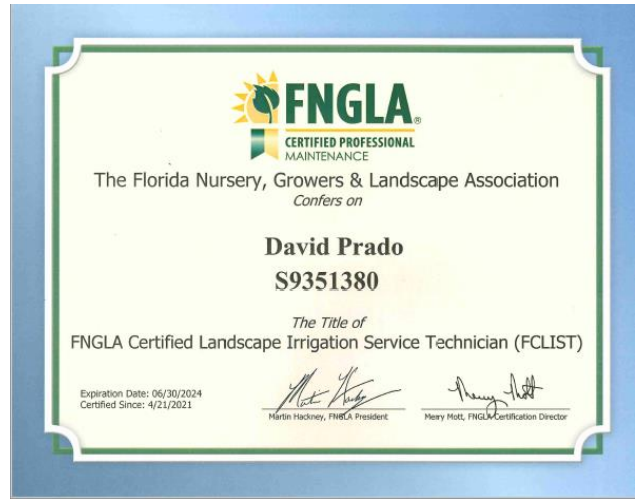 FNGLA®
CERTIFIED PROFESSIONAL
MAINTENANCE
The Florida Nursery, Growers & Landscape Association
Confers on
David Prado
S9351380
The Title of
FNGLA Certified Landscape Irrigation Service Technician (FCLIST)
Expiration Date: 06/30/2024
Certified Since: 4/21/2021
Martin Hackney, FNGLA President
Merry Mott, FNGLA Certification Director